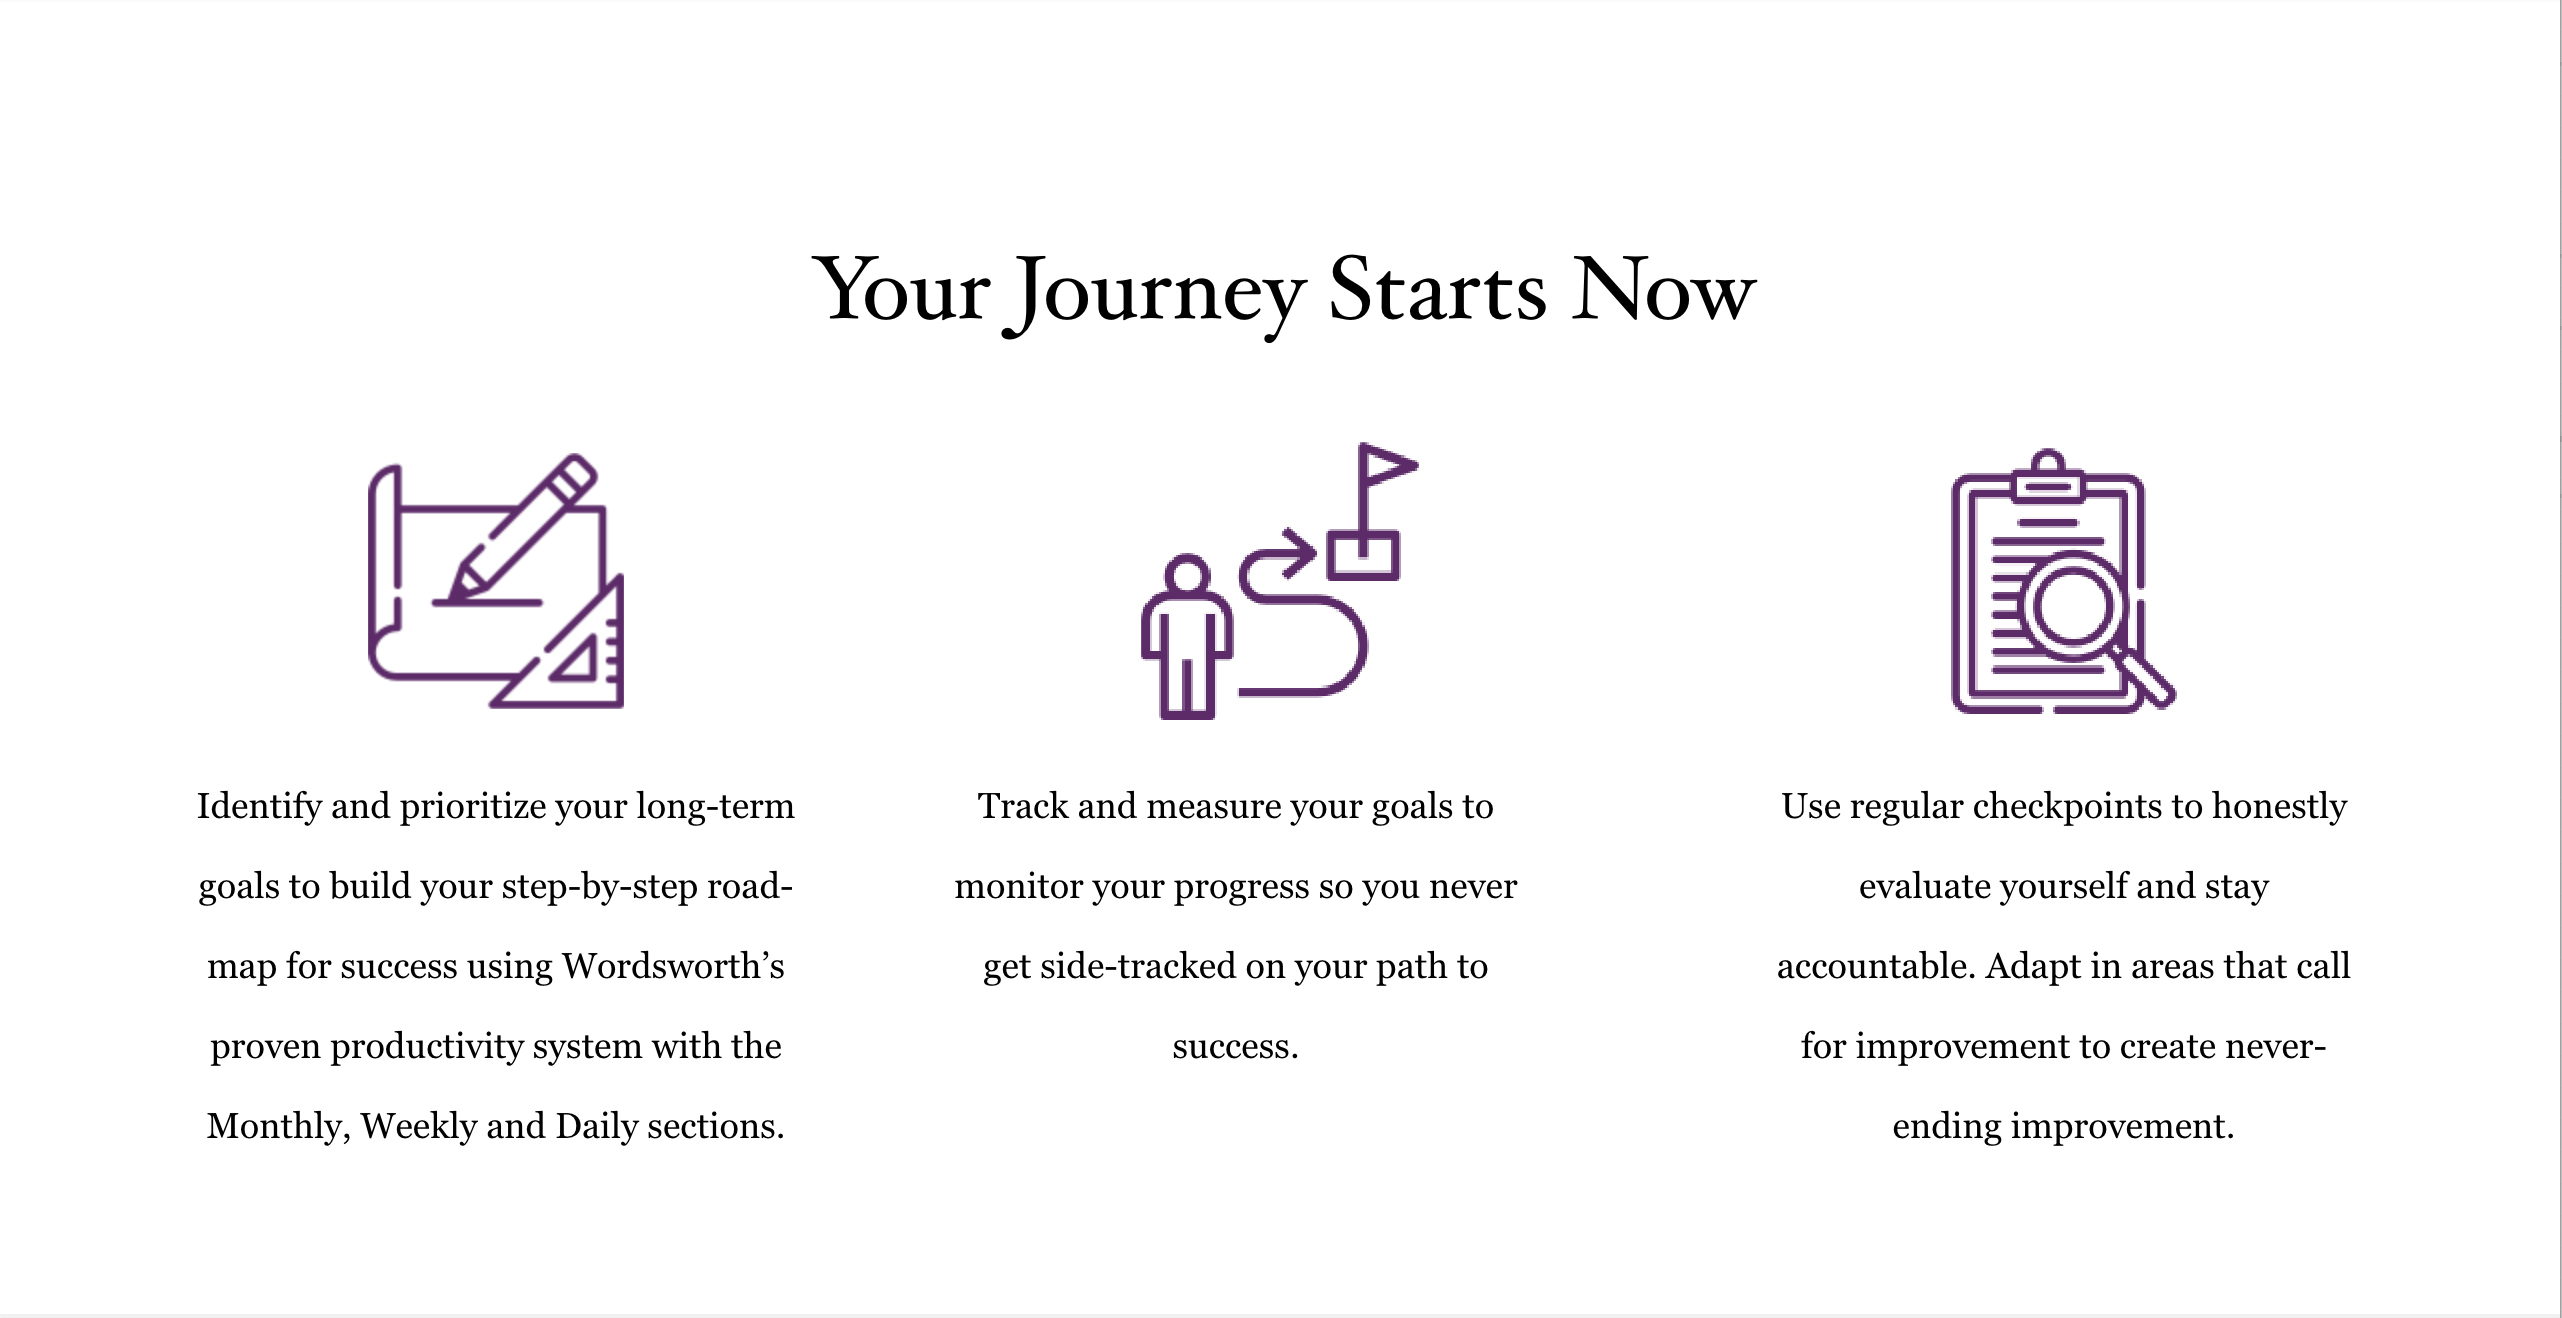 Your Journey Starts Now
Identify and prioritize your long-term
goals to build your step-by-step road-
map for success using Wordsworth’s
proven productivity system with the
Monthly, Weekly and Daily sections.
Track and measure your goals to
monitor your progress so you never
get side-tracked on your path to
success.
Use regular checkpoints to honestly
evaluate yourself and stay
accountable. Adapt in areas that call
for improvement to create never-
ending improvement.